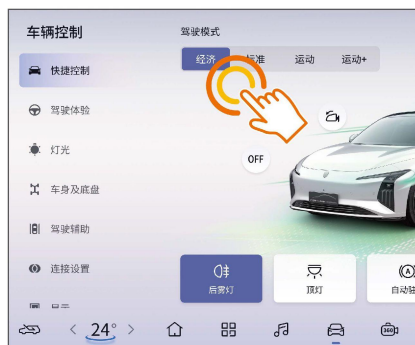 车辆控制
驾驶模式
经济 标准 运动 运动+
快捷控制
驾驶体验
灯光
车身及底盘
驾驶辅助
连接设置
OFF
后雾灯
顶灯
自动驻
24°
360